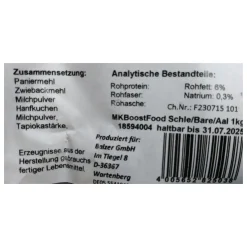 Zusammensetzung:
Paniermehl
Zwiebackmehl
Milchpulver
Hanfkuchen
Milchpulver,
Tapiokastärke,
Erzeugnisse aus der
Herstellung gebrauchs
fertiger Lebensmittel.
Analytische Bestandteile:
Rohprotein: Rohfett: 6%
Rohfaser: Natrium: 0,3%
Rohasche:
Ch.Nr.: F230715 101
MKBoostFood Schle/Bare/Aal 1kg
18594004 haltbar bis 31.07.2025
Produziert für:
Balzer GmbH
Im Tiegel 8
D-36367
Wartenberg